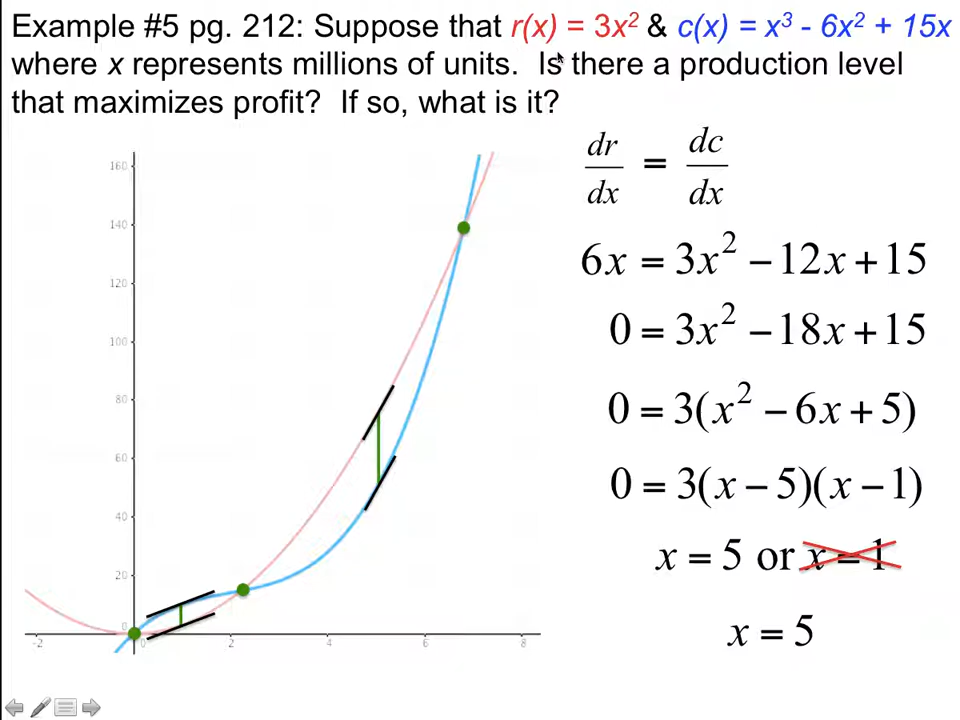 Example #5 pg. 212: Suppose that r(x) = 3x² & c(x) = x³ - 6x² + 15x
where x represents millions of units. Is there a production level
that maximizes profit? If so, what is it?
dr/dx = dc/dx
6x = 3x² − 12x + 15
0 = 3x² − 18x + 15
0 = 3(x² − 6x + 5)
0 = 3(x − 5)(x − 1)
x = 5 or x = 1
x = 5
160
140
120
100
80
60
40
20
0
-2 0 2 4 6 8